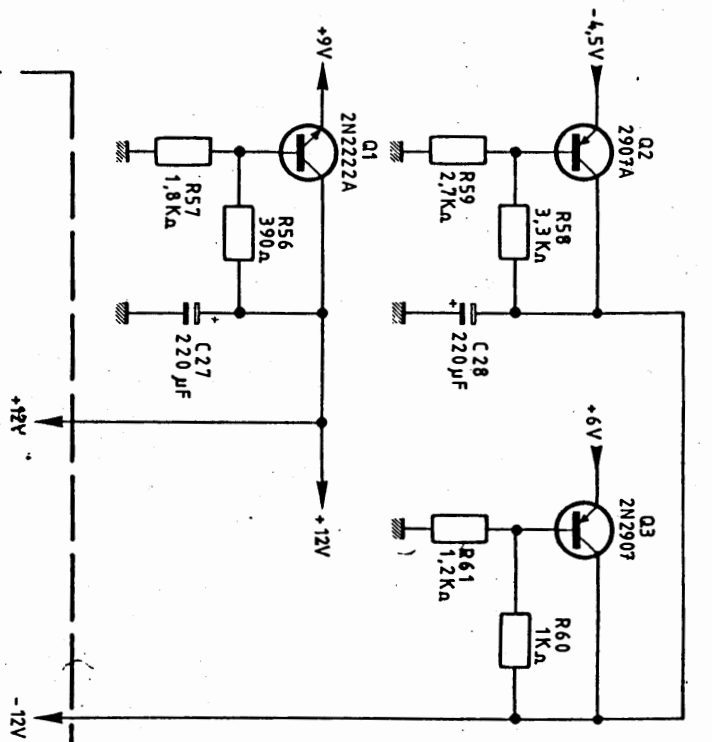 -4,5V
Q2
2907A
R58
3,3KΩ
R59
2,7KΩ
C28
+
220µF
+6V
Q3
2N2907
R60
1KΩ
R61
1,2KΩ
+9V
Q1
2N2222A
R56
390Ω
R57
1,8KΩ
C27
+
220µF
+12V
+12V
-12V